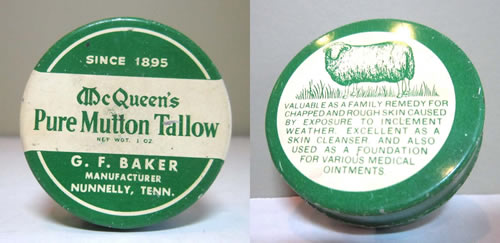 SINCE 1895
McQueen's
Pure Mutton Tallow
NET WGT. 1 OZ.
G. F. BAKER
MANUFACTURER
NUNNELLY, TENN.
VALUABLE AS A FAMILY REMEDY FOR
CHAPPED AND ROUGH SKIN CAUSED
BY EXPOSURE TO INCLEMENT
WEATHER. EXCELLENT AS A
SKIN CLEANSER AND ALSO
USED AS A FOUNDATION
FOR VARIOUS MEDICAL
OINTMENTS.